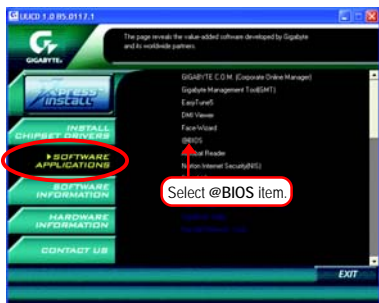 GUCD 1.0 B5.0117.1
GIGABYTE
The page reveals the value-added software developed by Gigabyte
and its worldwide partners.
Xpress
INSTALL
INSTALL
CHIPSET DRIVERS
SOFTWARE
APPLICATIONS
SOFTWARE
INFORMATION
HARDWARE
INFORMATION
CONTACT US
GIGABYTE C.O.M. (Corporate Online Manager)
Gigabyte Management Tool(GMT)
EasyTune5
DMI Viewer
Face-Wizard
@BIOS
Reader
Norton Internet Security(NIS)
Select @BIOS item.
EXIT